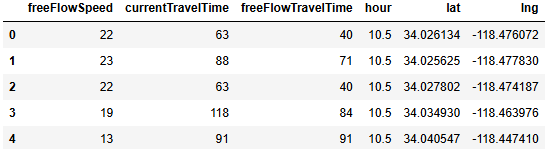 freeFlowSpeed currentTravelTime freeFlowTravelTime hour lat lng
0 22 63 40 10.5 34.026134 -118.476072
1 23 88 71 10.5 34.025625 -118.477830
2 22 63 40 10.5 34.027802 -118.474187
3 19 118 84 10.5 34.034930 -118.463976
4 13 91 91 10.5 34.040547 -118.447410